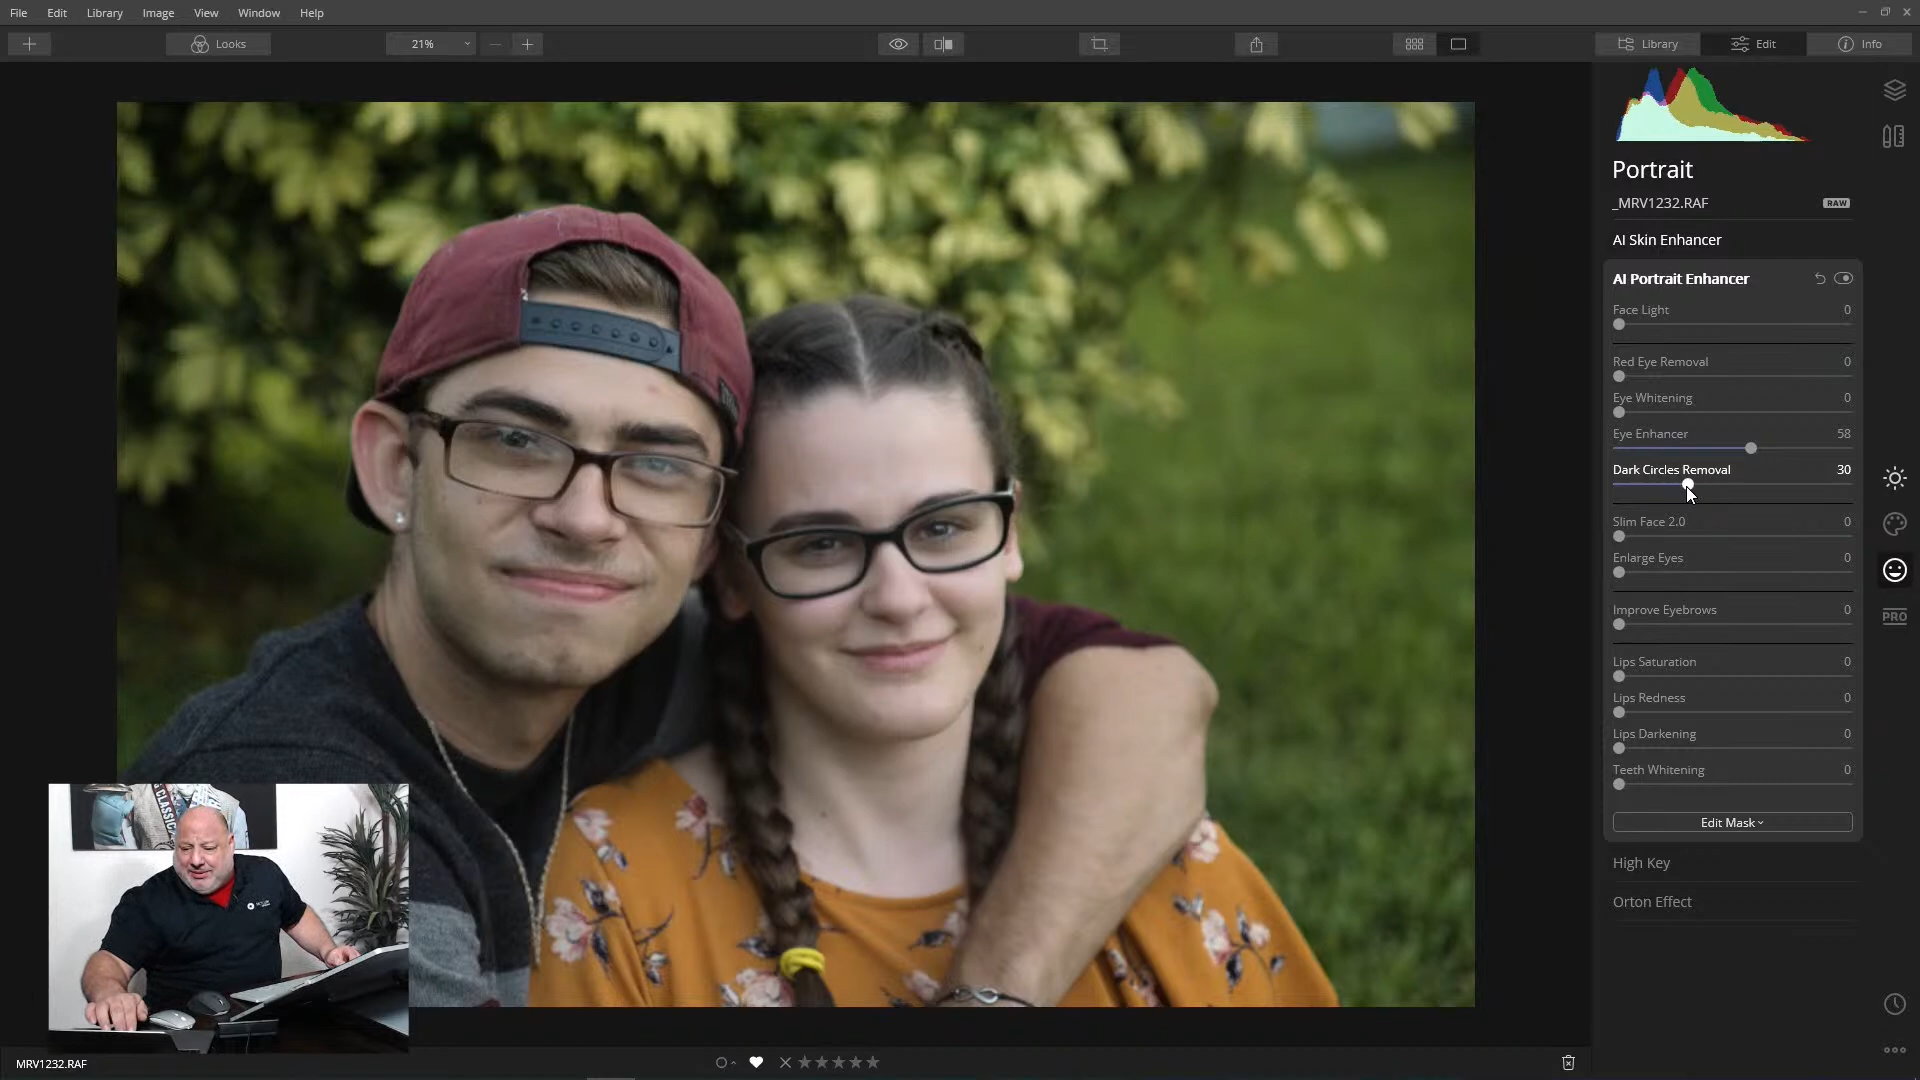 File Edit Library Image View Window Help
Looks 21% Library Edit Info
Portrait
_MRV1232.RAF RAW
AI Skin Enhancer
AI Portrait Enhancer
Face Light 0
Red Eye Removal 0
Eye Whitening 0
Eye Enhancer 58
Dark Circles Removal 30
Slim Face 2.0 0
Enlarge Eyes 0
Improve Eyebrows 0
PRO
Lips Saturation 0
Lips Redness 0
Lips Darkening 0
Teeth Whitening 0
Edit Mask
High Key
Orton Effect
CLASSIC
MRV1232.RAF